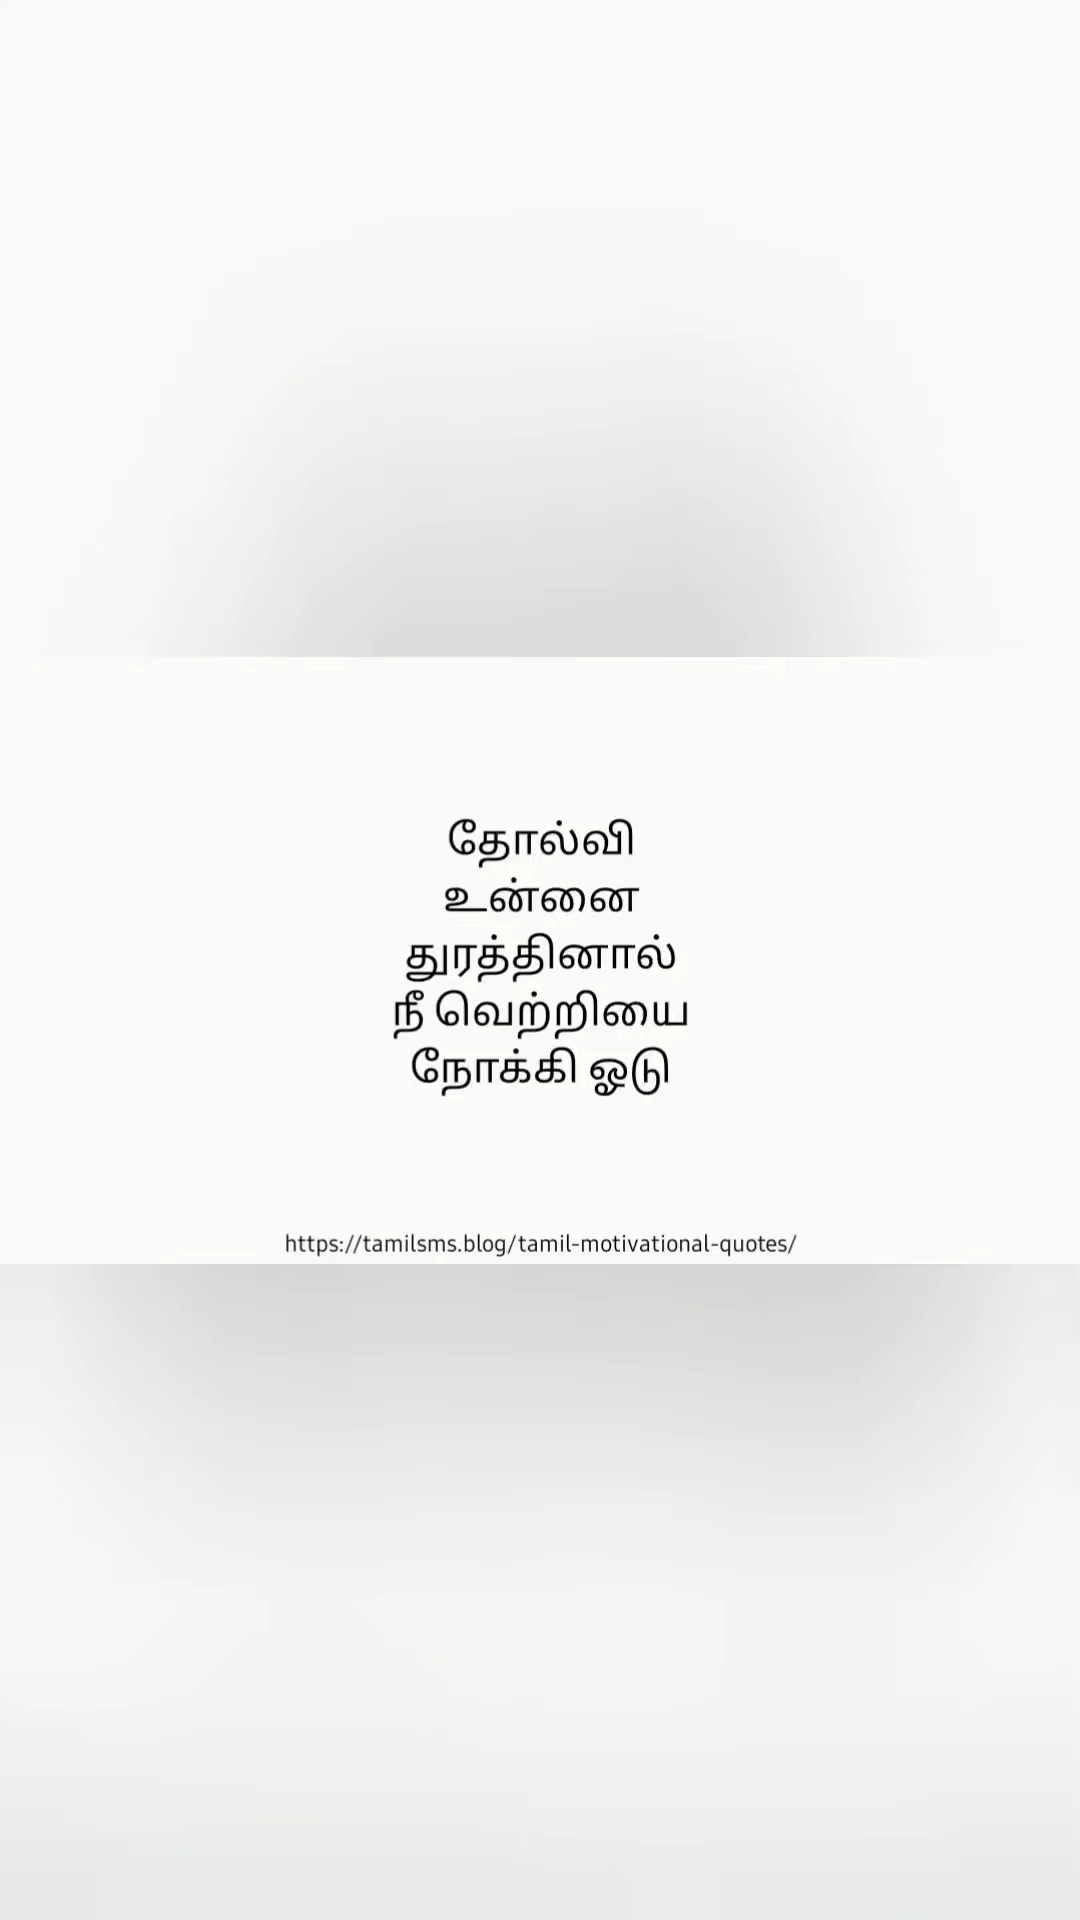 தோல்வி
உன்னை
துரத்தினால்
நீ வெற்றியை
நோக்கி ஓடு
https://tamilsms.blog/tamil-motivational-quotes/